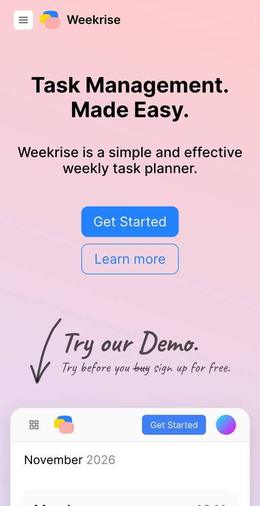 Weekrise
Task Management.
Made Easy.
Weekrise is a simple and effective
weekly task planner.
Get Started
Learn more
Try our Demo.
Try before you buy sign up for free.
Get Started
November 2026